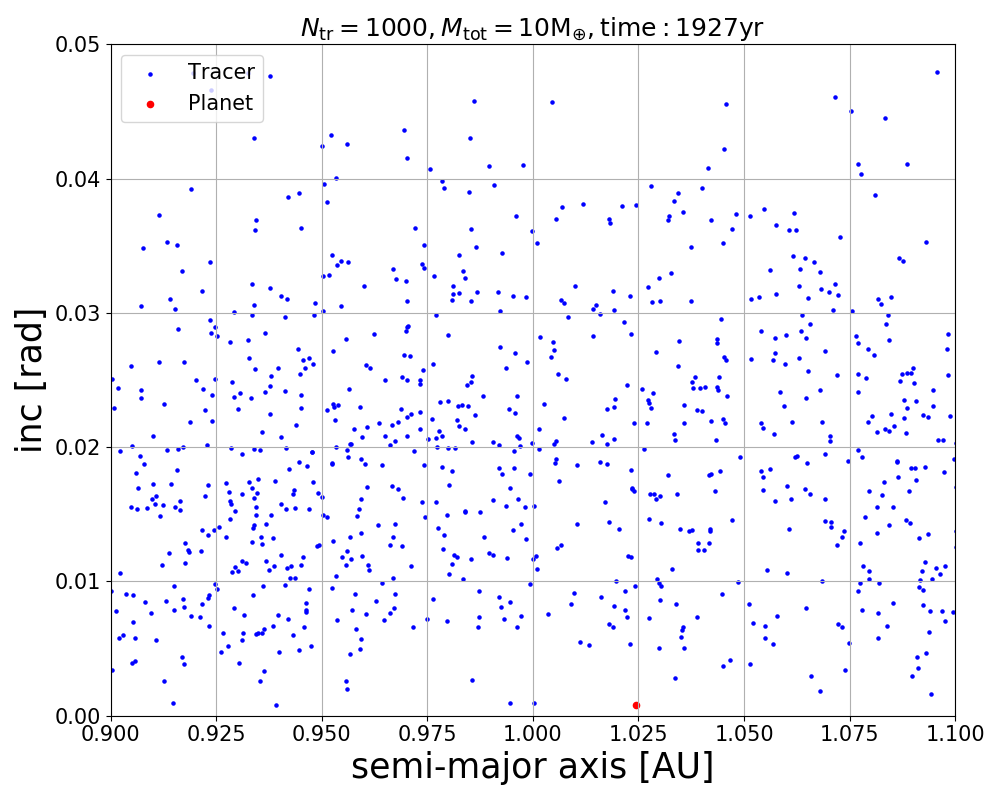 N_tr = 1000, M_tot = 10M_⊕, time : 1927yr
Tracer
Planet
inc [rad]
0.05
0.04
0.03
0.02
0.01
0.00
0.900 0.925 0.950 0.975 1.000 1.025 1.050 1.075 1.100
semi-major axis [AU]